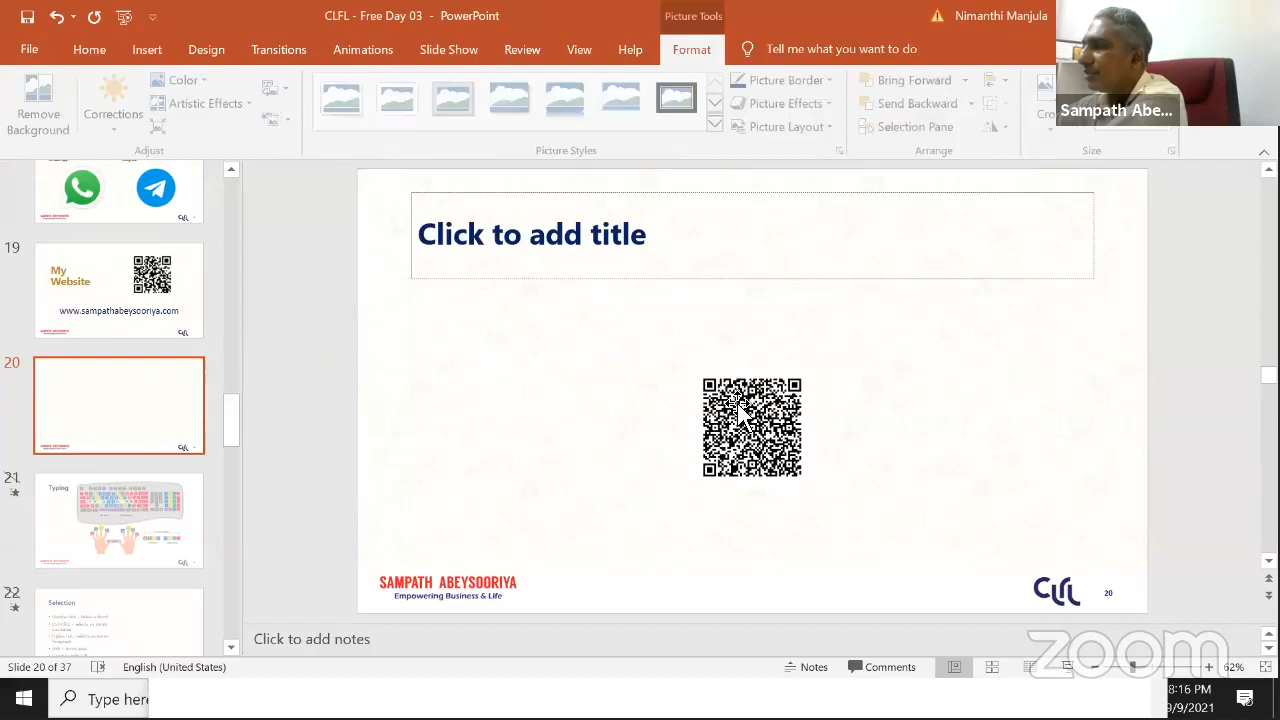 CLFL - Free Day 03 - PowerPoint
Picture Tools
Nimanthi Manjula
File
Home
Insert
Design
Transitions
Animations
Slide Show
Review
View
Help
Format
Tell me what you want to do
Sampath Abe...
Remove
Background
Corrections
Color
Artistic Effects
Picture Border
Picture Effects
Picture Layout
Bring Forward
Send Backward
Selection Pane
Cro
Adjust
Picture Styles
Arrange
Size
19
My
Website
www.sampathabeysooriya.com
20
21
Typing
22
Selection
Click to add title
SAMPATH ABEYSOORIYA
Empowering Business & Life
CLFL
20
Click to add notes
zoom
Slide 20 of 37
English (United States)
Notes
Comments
62%
Type here
8:16 PM
9/9/2021